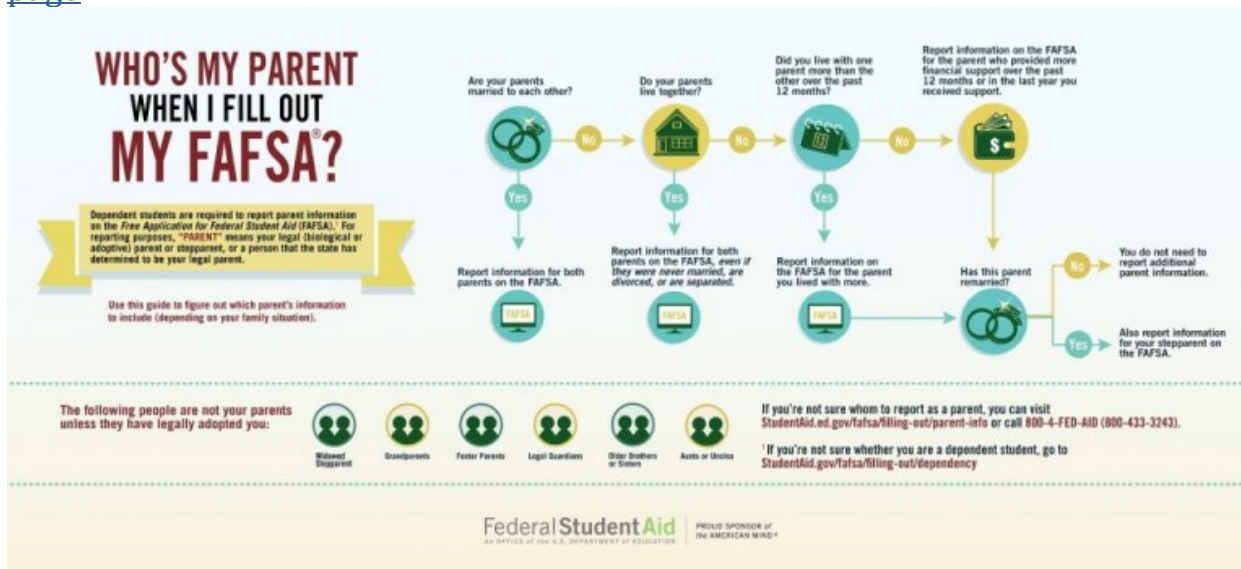 page
WHO'S MY PARENT
WHEN I FILL OUT
MY FAFSA®?
Dependent students are required to report parent information
on the Free Application for Federal Student Aid (FAFSA).¹ For
reporting purposes, "PARENT" means your legal (biological or
adoptive) parent or stepparent, or a person that the state has
determined to be your legal parent.
Use this guide to figure out which parent's information
to include (depending on your family situation).
Are your parents
married to each other?
No
Yes
Report information for both
parents on the FAFSA.
FAFSA
Do your parents
live together?
No
Yes
Report information for both
parents on the FAFSA, even if
they were never married, are
divorced, or are separated.
FAFSA
Did you live with one
parent more than the
other over the past
12 months?
12
No
Yes
Report information on
the FAFSA for the parent
you lived with more.
FAFSA
Report information on the FAFSA
for the parent who provided more
financial support over the past
12 months or in the last year you
received support.
$
Has this parent
remarried?
No
You do not need to
report additional
parent information.
Yes
Also report information
for your stepparent on
the FAFSA.
The following people are not your parents
unless they have legally adopted you:
Widowed
Stepparent
Grandparents
Foster Parents
Legal Guardians
Older Brothers
or Sisters
Aunts or Uncles
If you're not sure whom to report as a parent, you can visit
StudentAid.ed.gov/fafsa/filling-out/parent-info or call 800-4-FED-AID (800-433-3243).
¹ If you're not sure whether you are a dependent student, go to
StudentAid.gov/fafsa/filling-out/dependency
Federal Student Aid
An OFFICE of the U.S. DEPARTMENT of EDUCATION
PROUD SPONSOR of
the AMERICAN MIND®